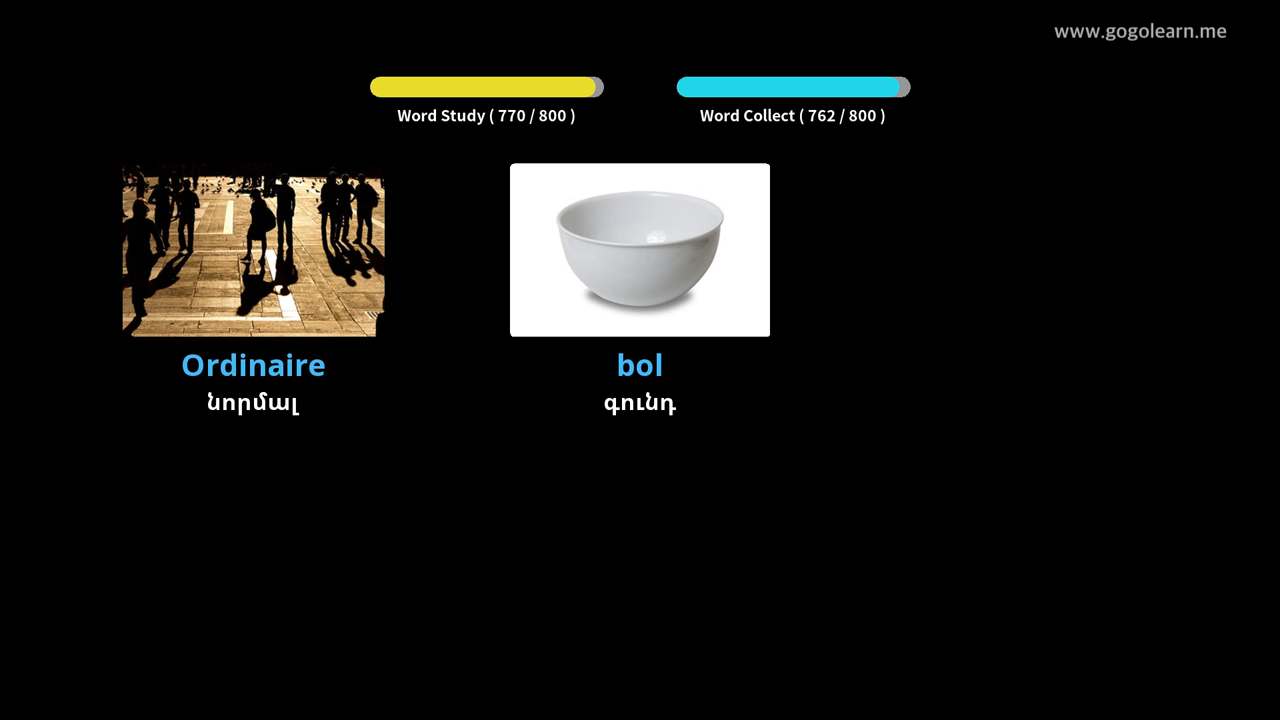 www.gogolearn.me
Word Study ( 770 / 800 )
Word Collect ( 762 / 800 )
Ordinaire
նորմալ
bol
գունդ